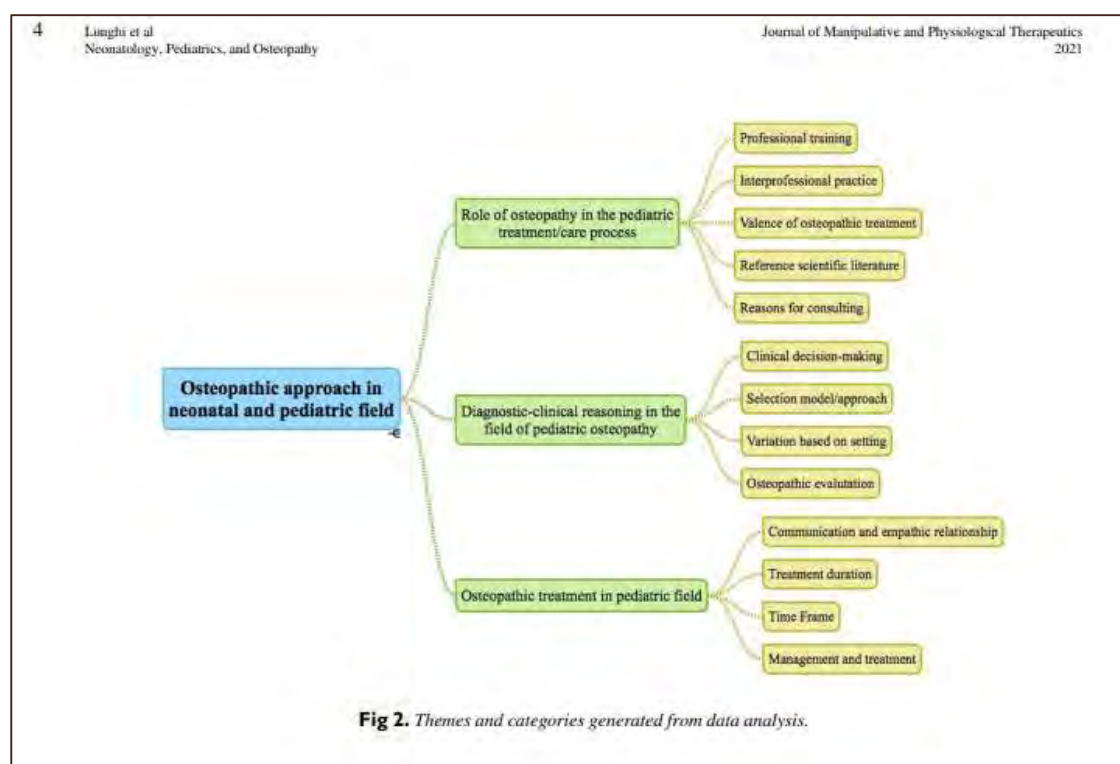 4
Lunghi et al
Neonatology, Pediatrics, and Osteopathy
Journal of Manipulative and Physiological Therapeutics
2021
Osteopathic approach in
neonatal and pediatric field
Role of osteopathy in the pediatric
treatment/care process
Professional training
Interprofessional practice
Valence of osteopathic treatment
Reference scientific literature
Reasons for consulting
Diagnostic-clinical reasoning in the
field of pediatric osteopathy
Clinical decision-making
Selection model/approach
Variation based on setting
Osteopathic evalutation
Osteopathic treatment in pediatric field
Communication and empathic relationship
Treatment duration
Time Frame
Management and treatment
Fig 2. Themes and categories generated from data analysis.